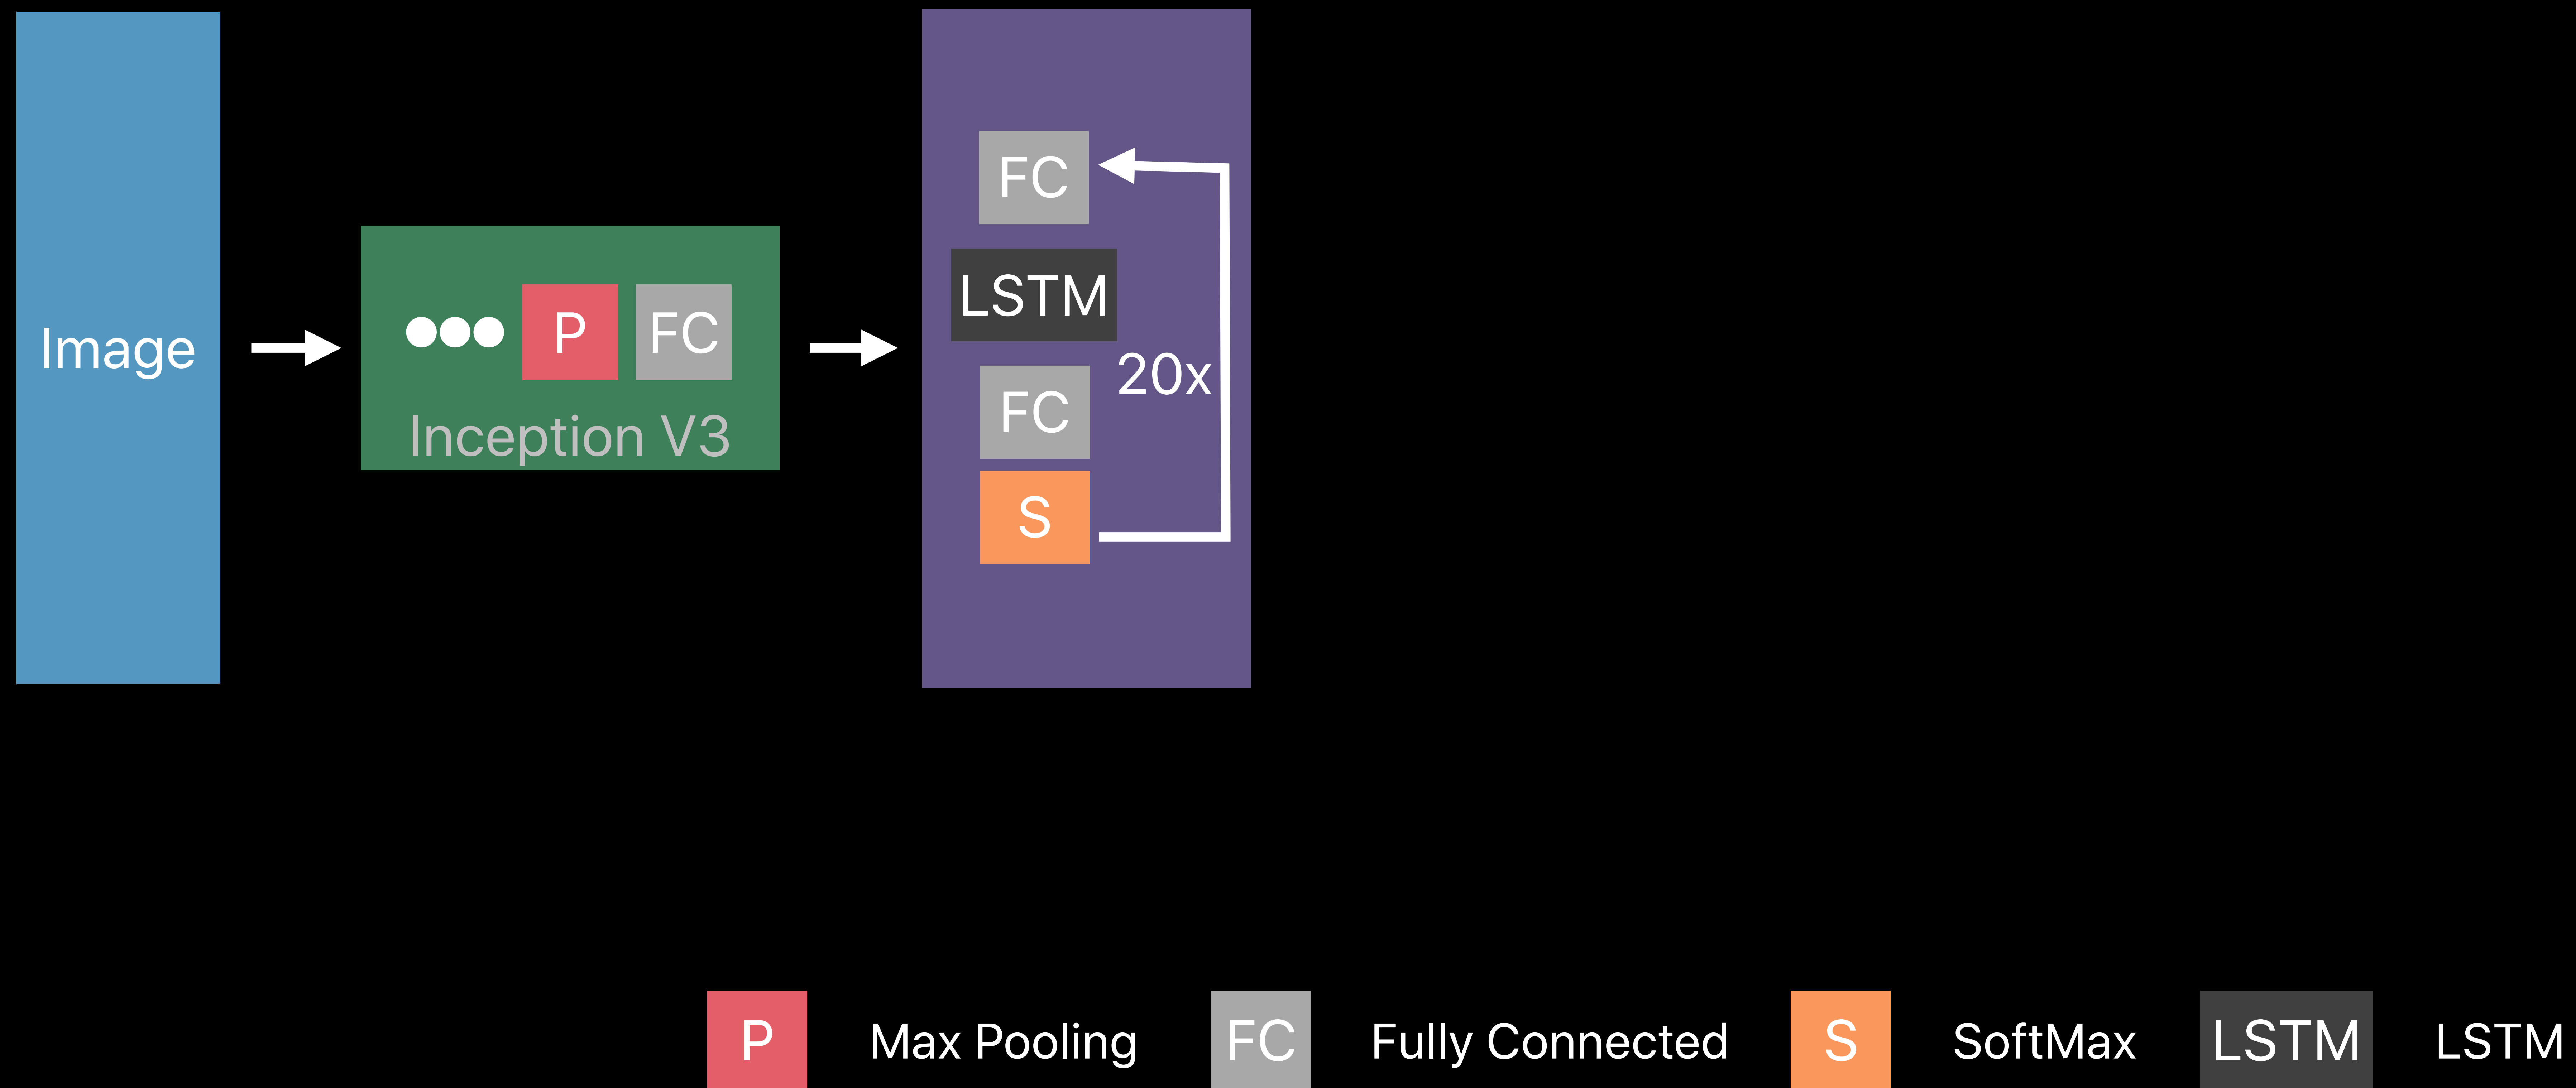 Image
P
FC
Inception V3
FC
LSTM
20x
FC
S
P Max Pooling FC Fully Connected S SoftMax LSTM LSTM